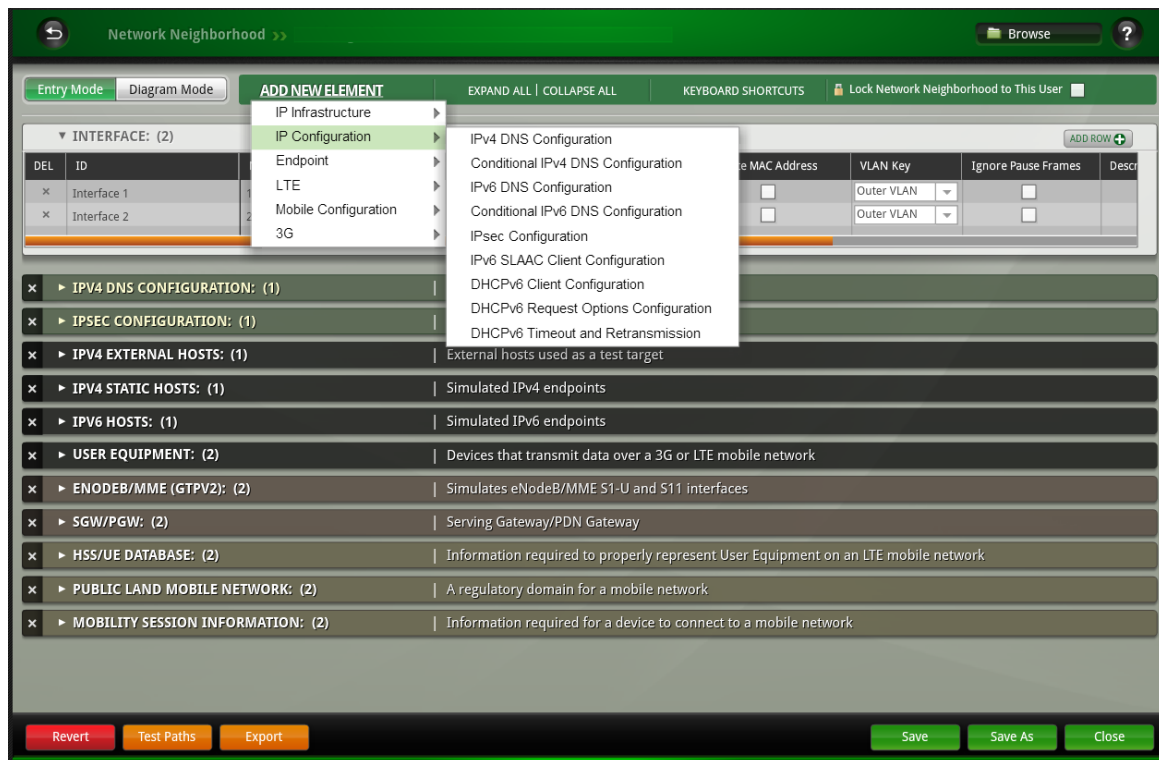 Network Neighborhood >>
Browse
?
Entry Mode
Diagram Mode
ADD NEW ELEMENT
EXPAND ALL | COLLAPSE ALL
KEYBOARD SHORTCUTS
Lock Network Neighborhood to This User
IP Infrastructure
IP Configuration
Endpoint
LTE
Mobile Configuration
3G
IPv4 DNS Configuration
Conditional IPv4 DNS Configuration
IPv6 DNS Configuration
Conditional IPv6 DNS Configuration
IPsec Configuration
IPv6 SLAAC Client Configuration
DHCPv6 Client Configuration
DHCPv6 Request Options Configuration
DHCPv6 Timeout and Retransmission
INTERFACE: (2)
ADD ROW
DEL ID MAC Address VLAN Key Ignore Pause Frames Descr
× Interface 1 1 Outer VLAN
× Interface 2 2 Outer VLAN
× IPV4 DNS CONFIGURATION: (1) |
× IPSEC CONFIGURATION: (1) |
× IPV4 EXTERNAL HOSTS: (1) | External hosts used as a test target
× IPV4 STATIC HOSTS: (1) | Simulated IPv4 endpoints
× IPV6 HOSTS: (1) | Simulated IPv6 endpoints
× USER EQUIPMENT: (2) | Devices that transmit data over a 3G or LTE mobile network
× ENODEB/MME (GTPV2): (2) | Simulates eNodeB/MME S1-U and S11 interfaces
× SGW/PGW: (2) | Serving Gateway/PDN Gateway
× HSS/UE DATABASE: (2) | Information required to properly represent User Equipment on an LTE mobile network
× PUBLIC LAND MOBILE NETWORK: (2) | A regulatory domain for a mobile network
× MOBILITY SESSION INFORMATION: (2) | Information required for a device to connect to a mobile network
Revert
Test Paths
Export
Save
Save As
Close